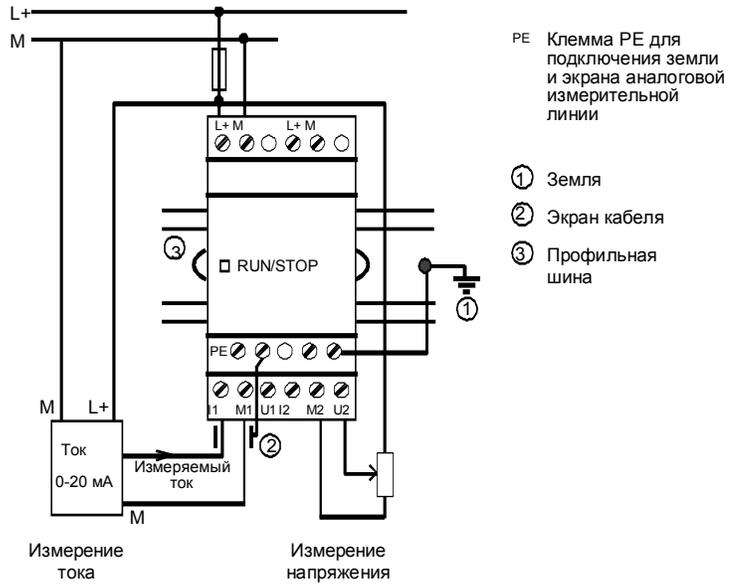 L+
M
PE Клемма PE для
подключения земли
и экрана аналоговой
измерительной
линии
L+ M L+ M
1 Земля
2 Экран кабеля
3 Профильная
шина
3
RUN/STOP
1
PE
I1 M1 U1 I2 M2 U2
M L+
2
Ток
0-20 мА
Измеряемый
ток
M
Измерение
тока
Измерение
напряжения